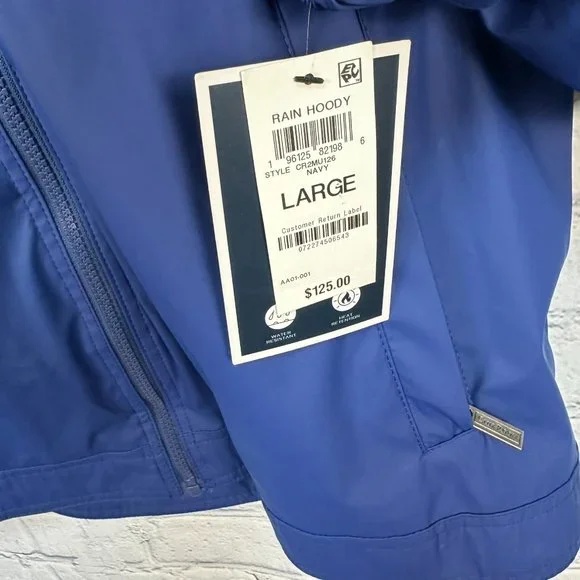 EPV
RAIN HOODY
1 96125 82198 6
STYLE CR2MU126
NAVY
LARGE
Customer Return Label
072274506543
AA01-001
$125.00
WATER
RESISTANT
HEAT
RETENTION